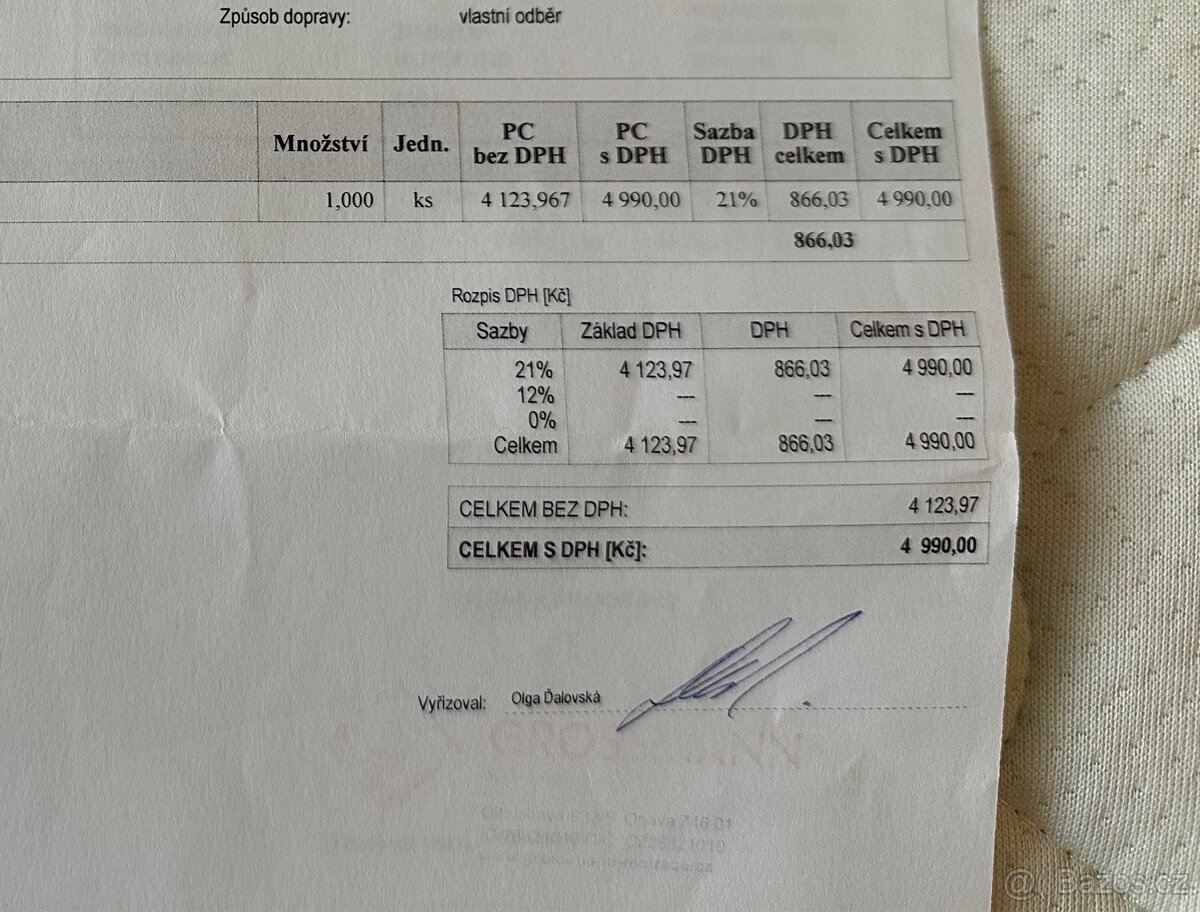 Způsob dopravy: vlastní odběr
Množství Jedn. PC bez DPH PC s DPH Sazba DPH DPH celkem Celkem s DPH
1,000 ks 4 123,967 4 990,00 21% 866,03 4 990,00
866,03
Rozpis DPH [Kč]
Sazby Základ DPH DPH Celkem s DPH
21% 4 123,97 866,03 4 990,00
12% --- --- ---
0% --- --- ---
Celkem 4 123,97 866,03 4 990,00
CELKEM BEZ DPH: 4 123,97
CELKEM S DPH [Kč]: 4 990,00
Vyřizoval: Olga Ďalovská
Opava 746 01
@ Bazos.cz